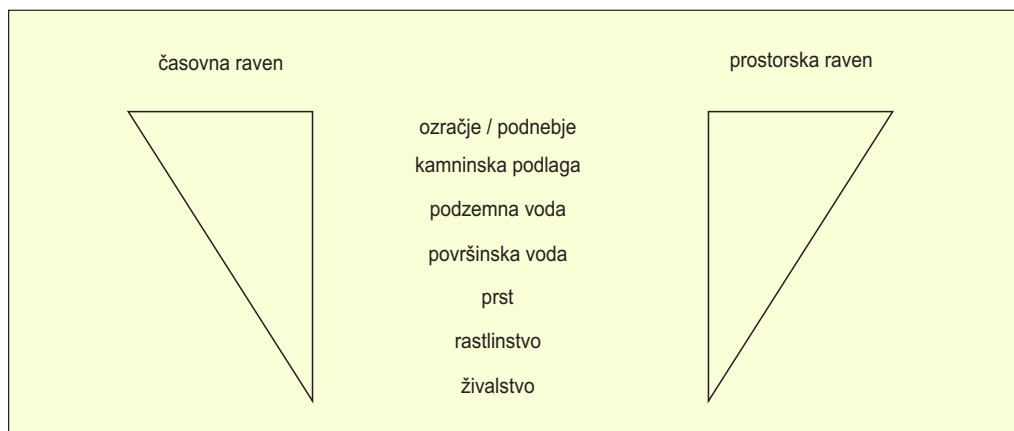 časovna raven
prostorska raven
ozračje / podnebje
kamninska podlaga
podzemna voda
površinska voda
prst
rastlinstvo
živalstvo